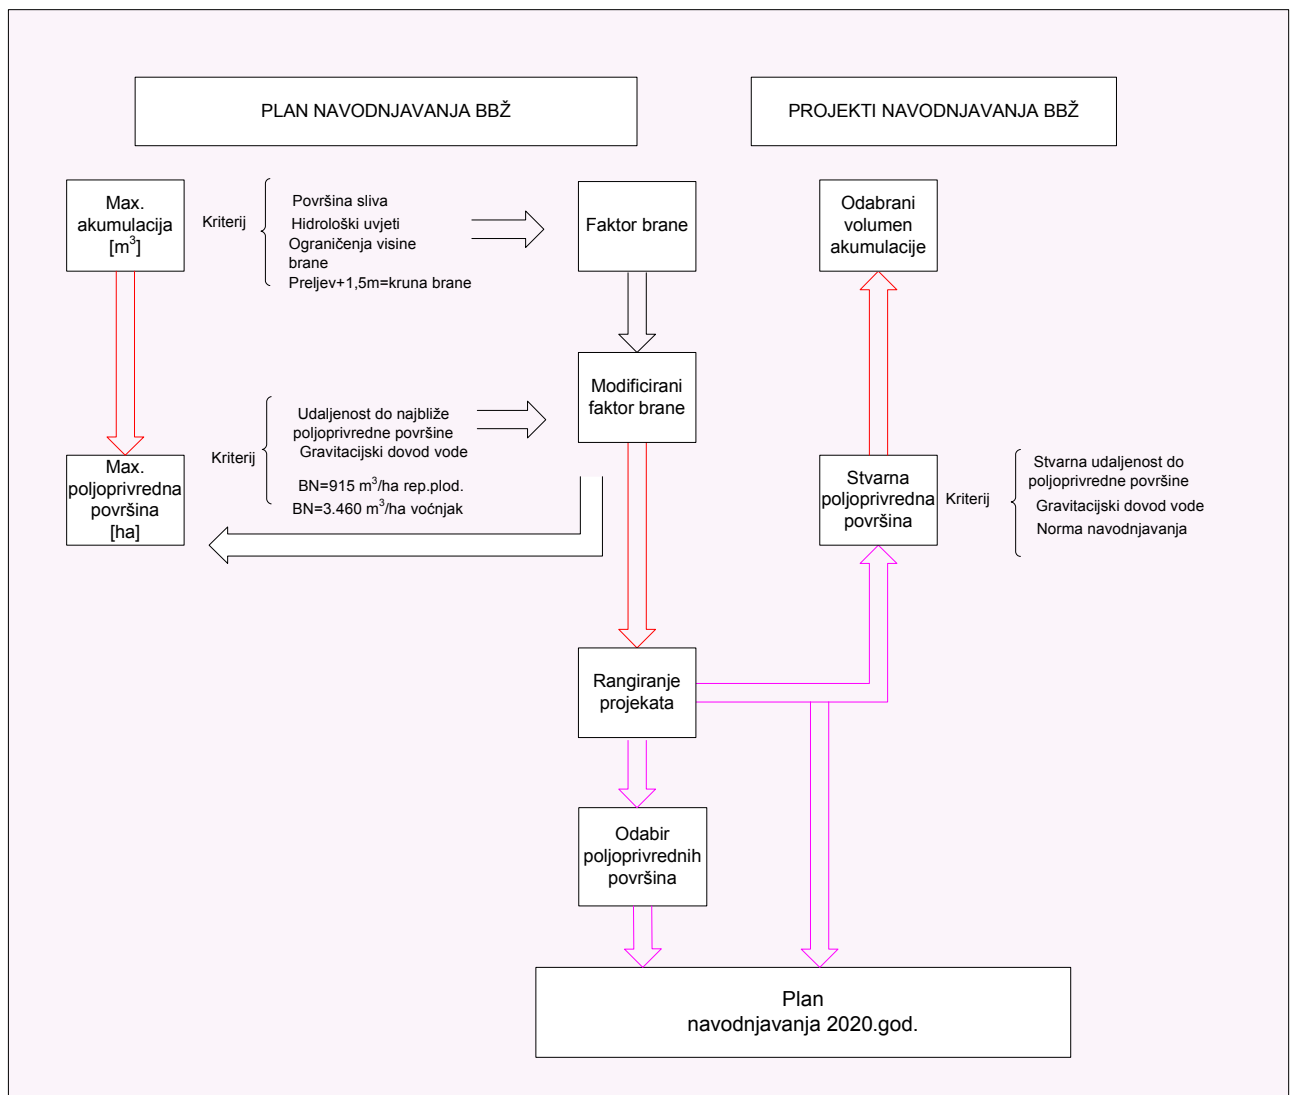 PLAN NAVODNJAVANJA BBŽ
PROJEKTI NAVODNJAVANJA BBŽ
Max.
akumulacija
[m³]
Kriterij
Površina sliva
Hidrološki uvjeti
Ograničenja visine
brane
Preljev+1,5m=kruna brane
Faktor brane
Odabrani
volumen
akumulacije
Modificirani
faktor brane
Max.
poljoprivredna
površina
[ha]
Kriterij
Udaljenost do najbliže
poljoprivredne površine
Gravitacijski dovod vode
BN=915 m³/ha rep.plod.
BN=3.460 m³/ha voćnjak
Stvarna
poljoprivredna
površina
Kriterij
Stvarna udaljenost do
poljoprivredne površine
Gravitacijski dovod vode
Norma navodnjavanja
Rangiranje
projekata
Odabir
poljoprivrednih
površina
Plan
navodnjavanja 2020.god.